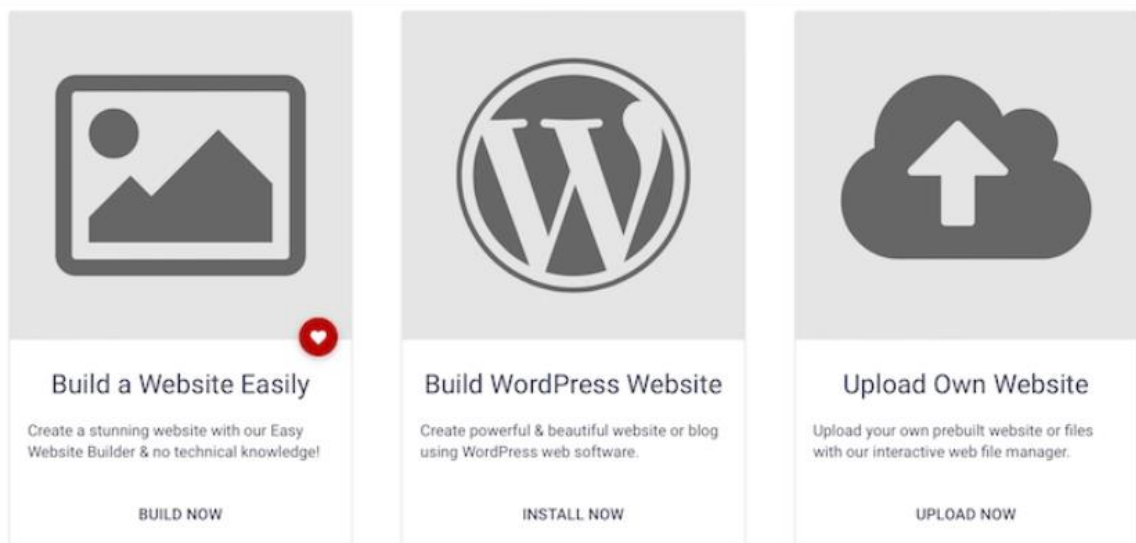 Build a Website Easily
Create a stunning website with our Easy
Website Builder & no technical knowledge!
BUILD NOW
Build WordPress Website
Create powerful & beautiful website or blog
using WordPress web software.
INSTALL NOW
Upload Own Website
Upload your own prebuilt website or files
with our interactive web file manager.
UPLOAD NOW